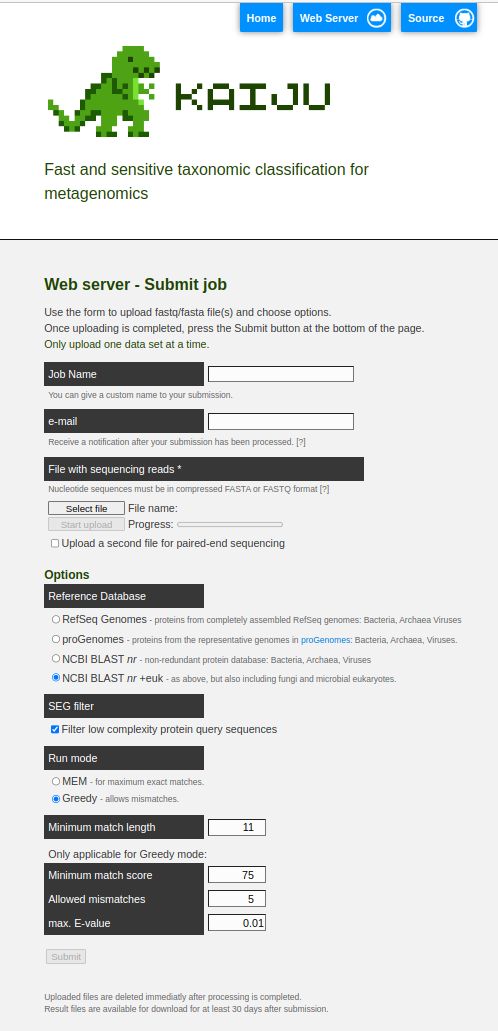 Home Web Server Source
KAIJU
Fast and sensitive taxonomic classification for
metagenomics
Web server - Submit job
Use the form to upload fastq/fasta file(s) and choose options.
Once uploading is completed, press the Submit button at the bottom of the page.
Only upload one data set at a time.
Job Name
You can give a custom name to your submission.
e-mail
Receive a notification after your submission has been processed. [?]
File with sequencing reads *
Nucleotide sequences must in compressed FASTA or FASTQ format [?]
Select file File name:
Start upload Progress:
Upload a second file for paired-end sequencing
Options
Reference Database
RefSeq Genomes - proteins from completely assembled RefSeq genomes: Bacteria, Archaea Viruses
proGenomes - proteins from the representative genomes in proGenomes: Bacteria, Archaea, Viruses.
NCBI BLAST nr - non-redundant protein database: Bacteria, Archaea, Viruses
NCBI BLAST nr +euk - as above, but also including fungi and microbial eukaryotes.
SEG filter
Filter low complexity protein query sequences
Run mode
MEM - for maximum exact matches.
Greedy - allows mismatches.
Minimum match length 11
Only applicable for Greedy mode:
Minimum match score 75
Allowed mismatches 5
max. E-value 0.01
Submit
Uploaded files are deleted immediatly after processing is completed.
Result files are available for download for at least 30 days after submission.